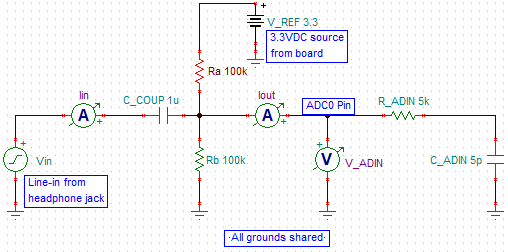 V_REF 3.3
3.3VDC source
from board
Ra 100k
Iin
C_COUP 1u
Iout
ADC0 Pin
R_ADIN 5k
A
A
Vin
Rb 100k
V
V_ADIN
C_ADIN 5p
Line-in from
headphone jack
All grounds shared